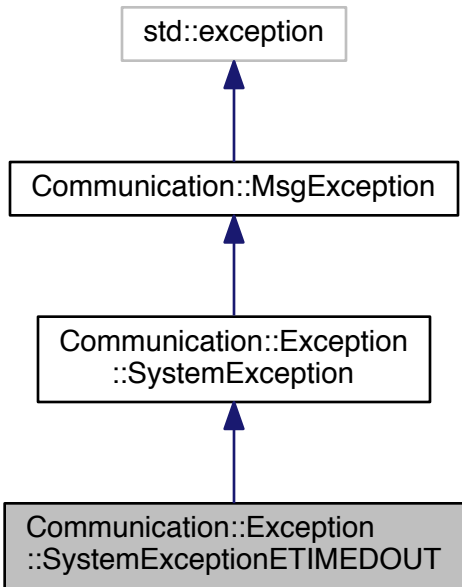 std::exception
Communication::MsgException
Communication::Exception
::SystemException
Communication::Exception
::SystemExceptionETIMEDOUT